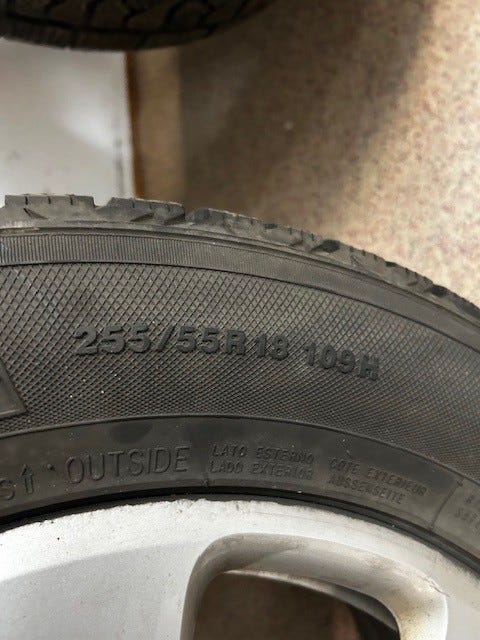 255/55R18 109H
OUTSIDE
LATO ESTERNO
LADO EXTERIOR
COTE EXTERIEUR
AUSSENSEITE